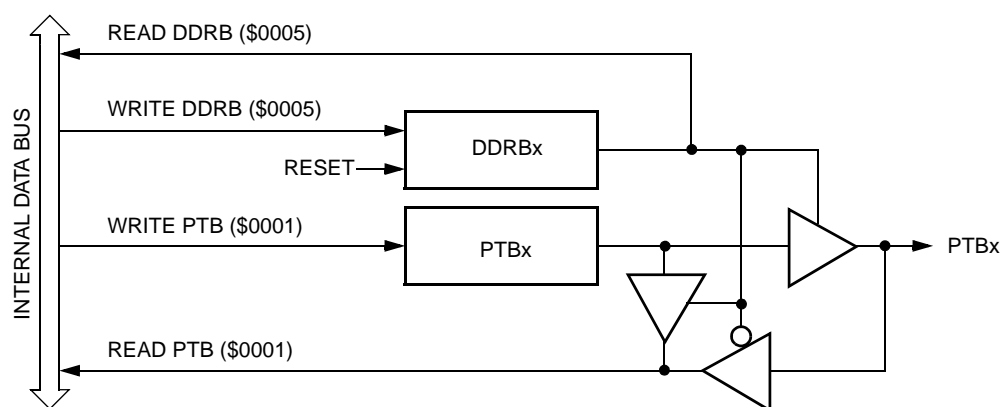 READ DDRB ($0005)
WRITE DDRB ($0005)
DDRBx
RESET
WRITE PTB ($0001)
PTBx
PTBx
READ PTB ($0001)
INTERNAL DATA BUS